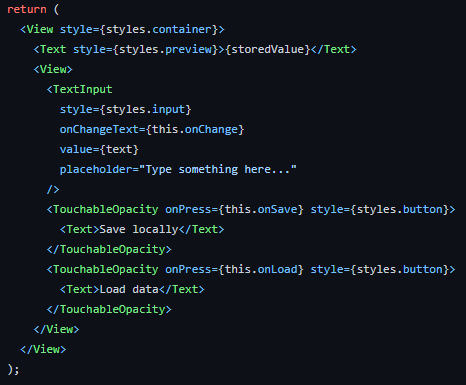 return (
<View style={styles.container}>
<Text style={styles.preview}>{storedValue}</Text>
<View>
<TextInput
style={styles.input}
onChangeText={this.onChange}
value={text}
placeholder="Type something here..."
/>
<TouchableOpacity onPress={this.onSave} style={styles.button}>
<Text>Save locally</Text>
</TouchableOpacity>
<TouchableOpacity onPress={this.onLoad} style={styles.button}>
<Text>Load data</Text>
</TouchableOpacity>
</View>
</View>
);